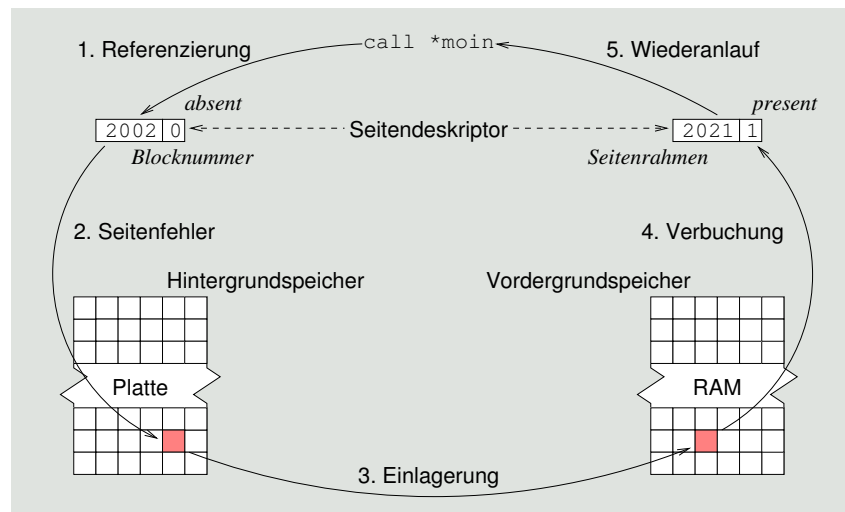 1. Referenzierung
call *moin
5. Wiederanlauf
absent
present
2002 0
Seitendeskriptor
2021 1
Blocknummer
Seitenrahmen
2. Seitenfehler
4. Verbuchung
Hintergrundspeicher
Vordergrundspeicher
Platte
RAM
3. Einlagerung